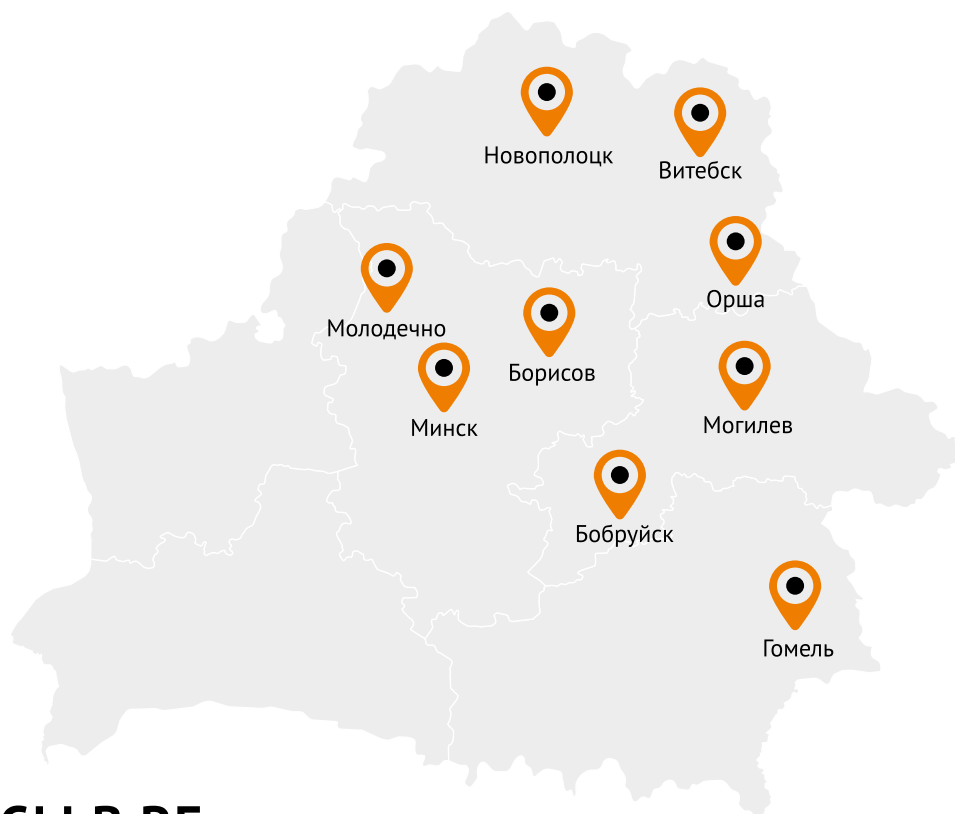 Новополоцк
Витебск
Орша
Молодечно
Борисов
Минск
Могилев
Бобруйск
Гомель